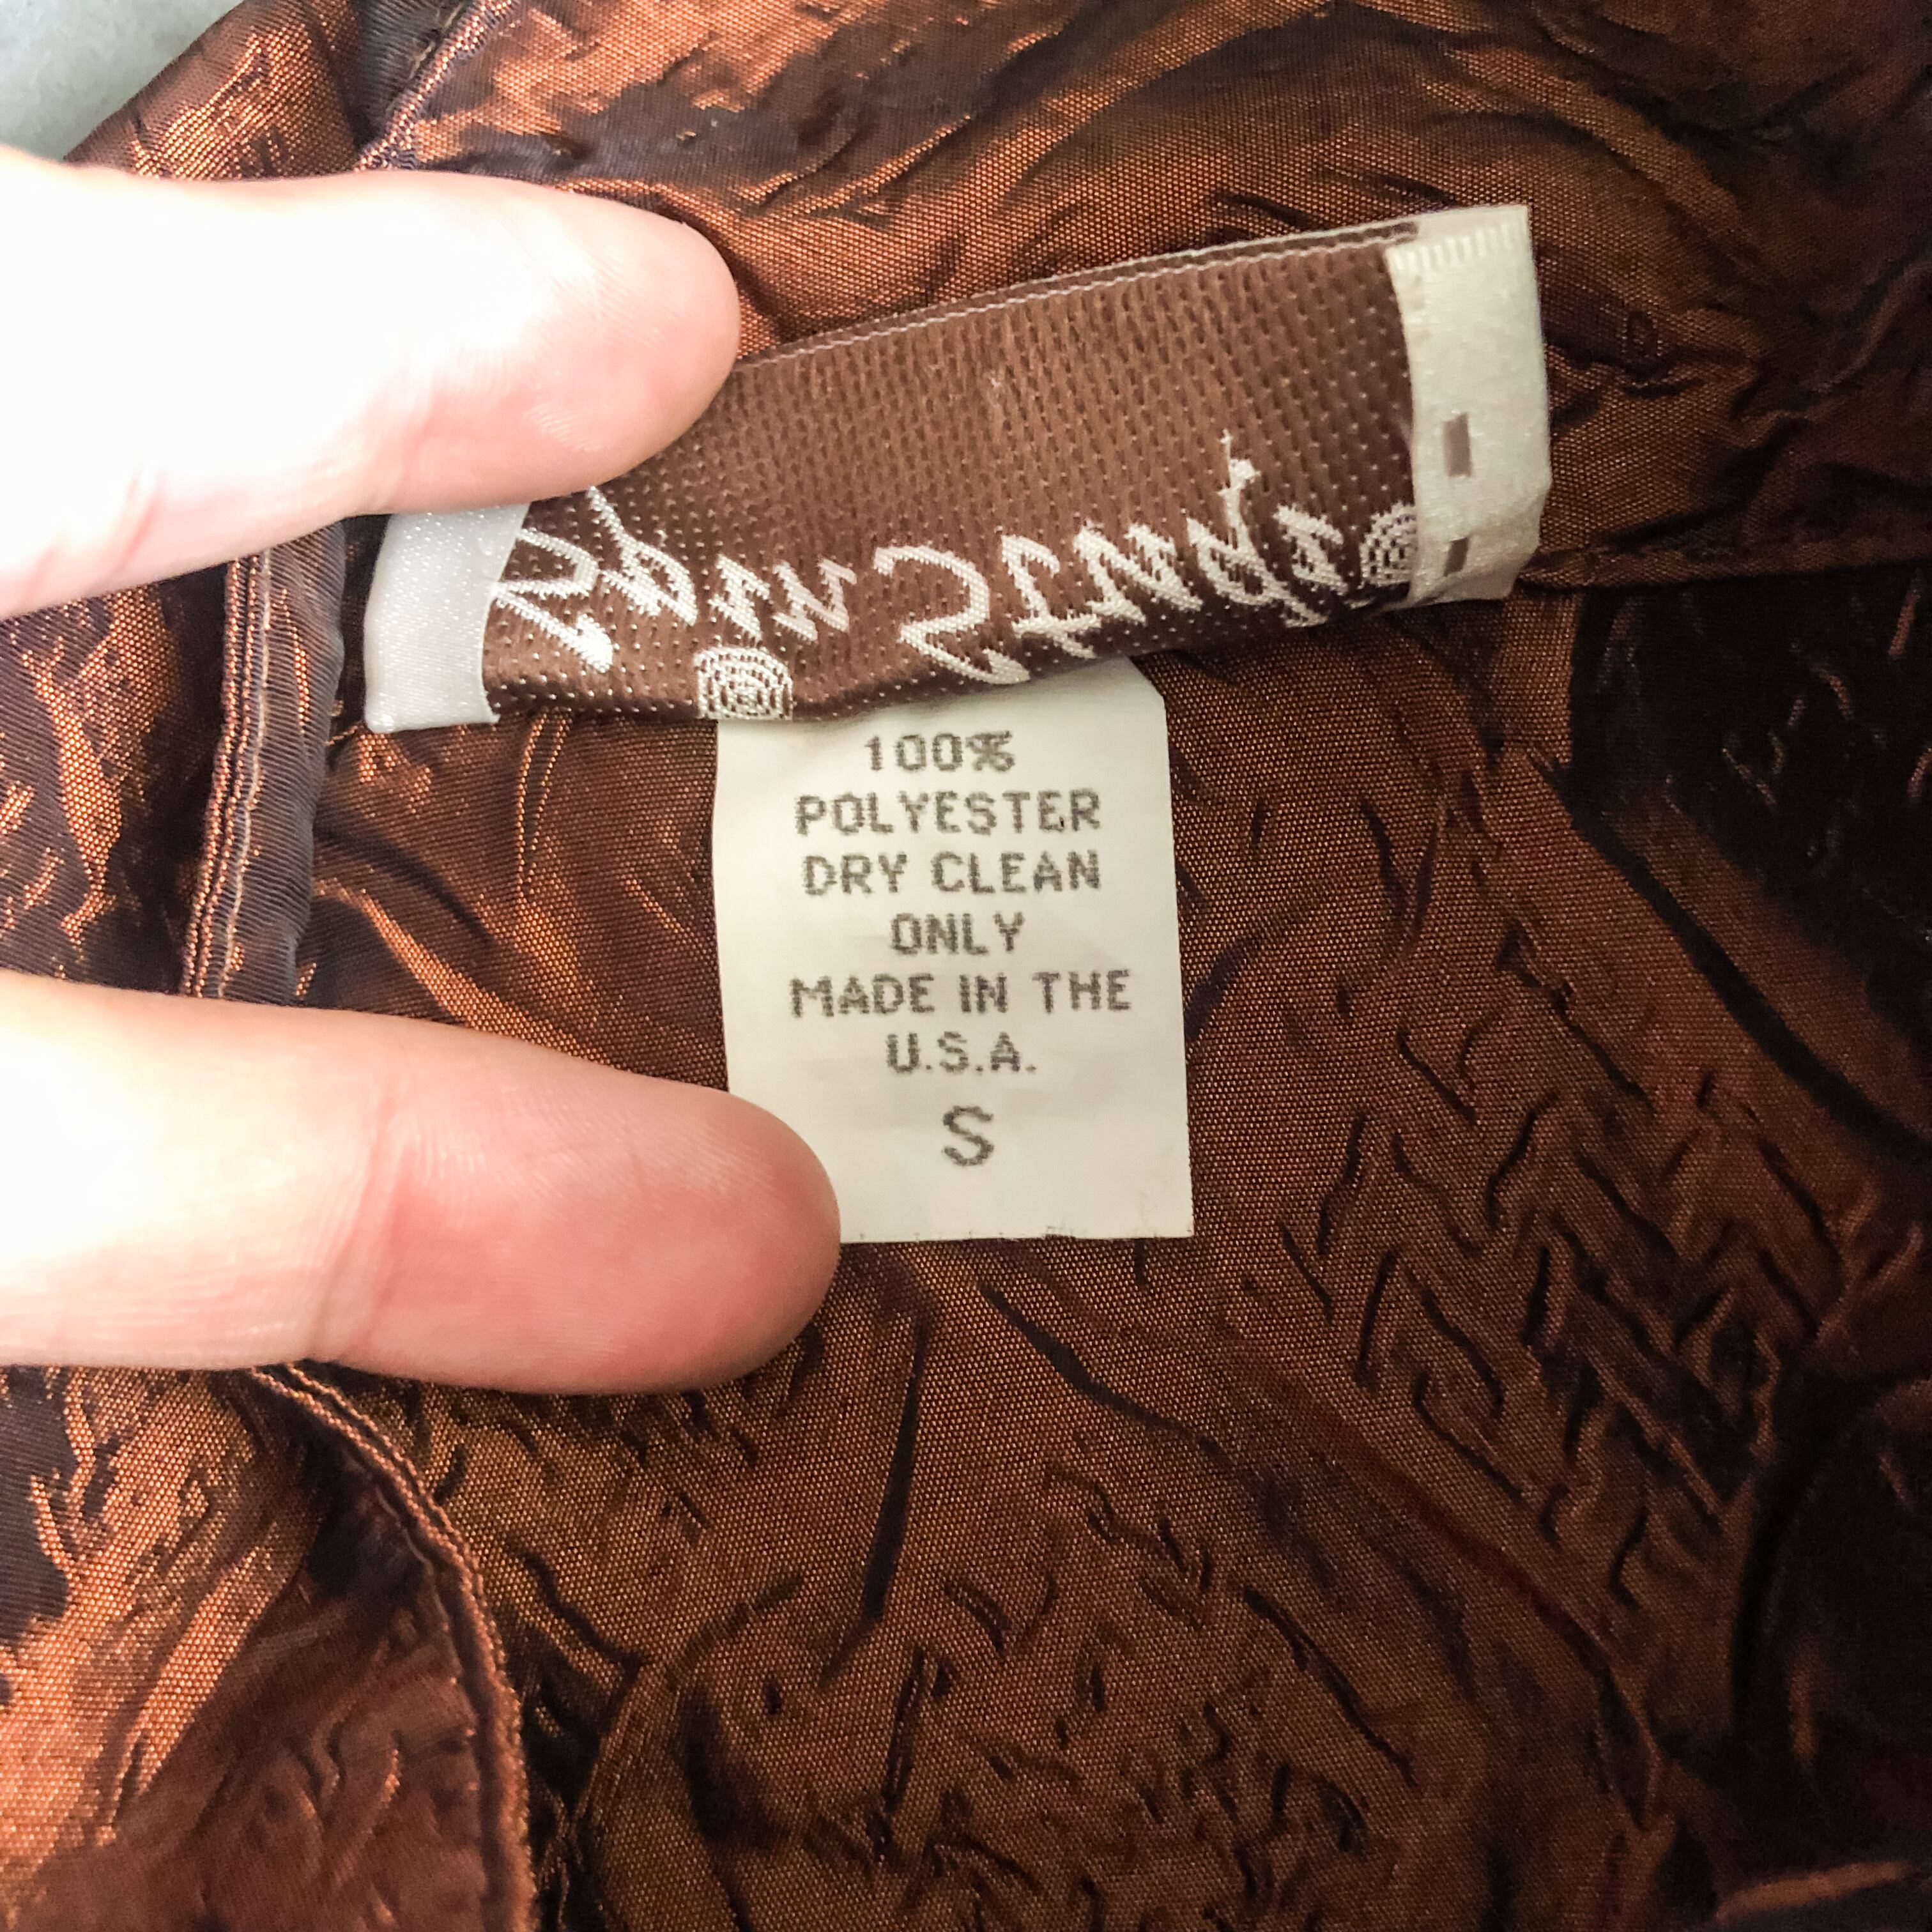 100%
POLYESTER
DRY CLEAN
ONLY
MADE IN THE
U.S.A.
S